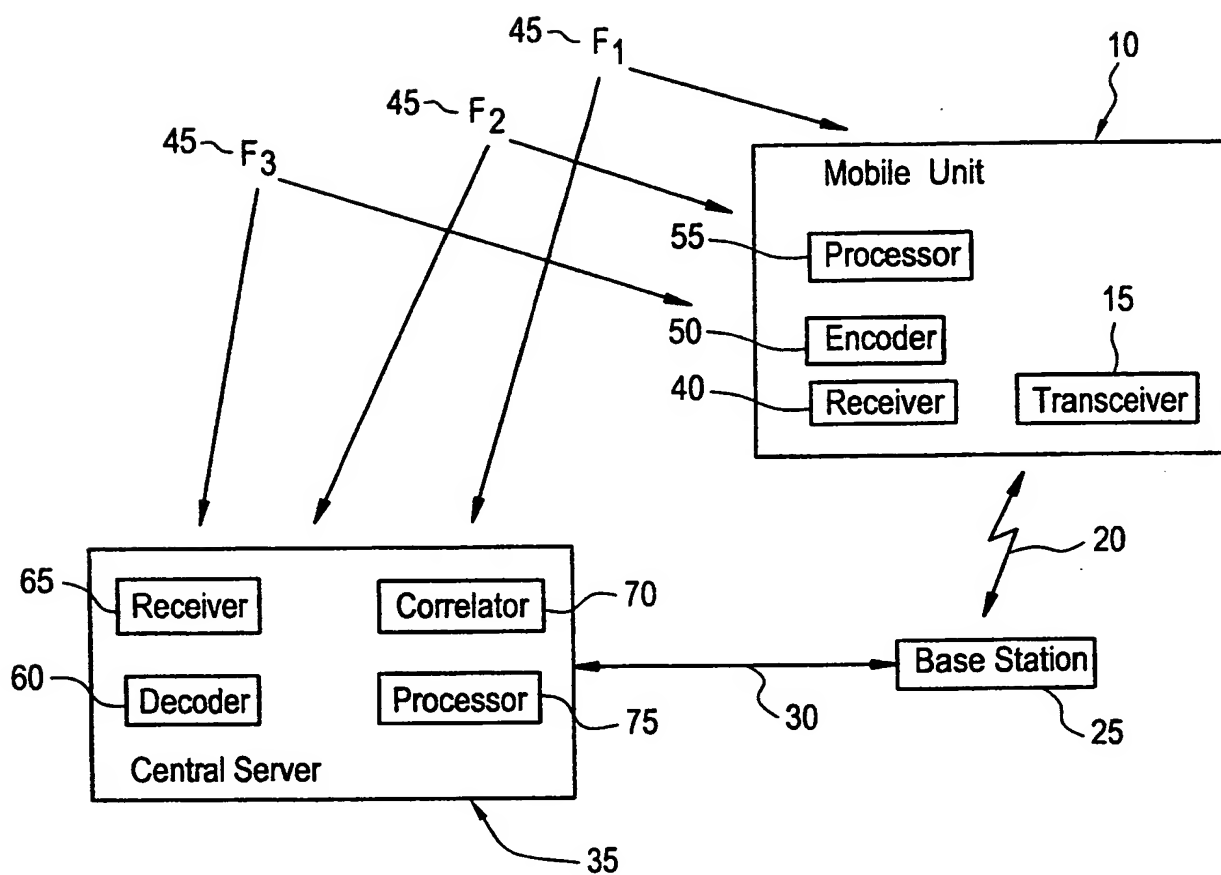 45 F1
10
45 F2
45 F3
Mobile Unit
55 Processor
15
50 Encoder
40 Receiver
Transceiver
20
65 Receiver
Correlator 70
60 Decoder
Processor 75
Base Station
30
25
Central Server
35